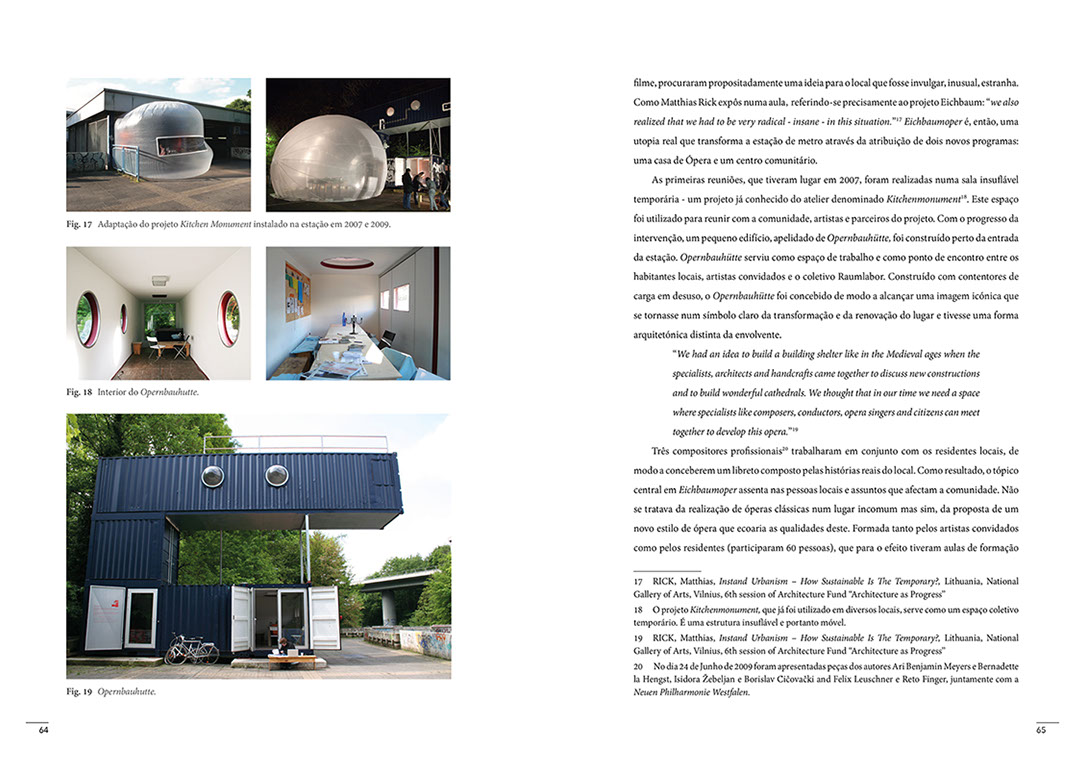 Fig. 17 Adaptação do projeto Kitchen Monument instalado na estação em 2007 e 2009.
Fig. 18 Interior do Opernbauhutte.
Fig. 19 Opernbauhutte.
64
filme, procuraram propositadamente uma ideia para o local que fosse invulgar, inusual, estranha.
Como Matthias Rick expôs numa aula, referindo-se precisamente ao projeto Eichbaum: “we also
realized that we had to be very radical - insane - in this situation.”17 Eichbaumoper é, então, uma
utopia real que transforma a estação de metro através da atribuição de dois novos programas:
uma casa de Ópera e um centro comunitário.
As primeiras reuniões, que tiveram lugar em 2007, foram realizadas numa sala insuflável
temporária - um projeto já conhecido do atelier denominado Kitchenmonument18. Este espaço
foi utilizado para reunir com a comunidade, artistas e parceiros do projeto. Com o progresso da
intervenção, um pequeno edifício, apelidado de Opernbauhütte, foi construído perto da entrada
da estação. Opernbauhütte serviu como espaço de trabalho e como ponto de encontro entre os
habitantes locais, artistas convidados e o coletivo Raumlabor. Construído com contentores de
carga em desuso, o Opernbauhütte foi concebido de modo a alcançar uma imagem icónica que
se tornasse num símbolo claro da transformação e da renovação do lugar e tivesse uma forma
arquitetónica distinta da envolvente.
“We had an idea to build a building shelter like in the Medieval ages when the
specialists, architects and handcrafts came together to discuss new constructions
and to build wonderful cathedrals. We thought that in our time we need a space
where specialists like composers, conductors, opera singers and citizens can meet
together to develop this opera.”19
Três compositores profissionais20 trabalharam em conjunto com os residentes locais, de
modo a conceberem um libreto composto pelas histórias reais do local. Como resultado, o tópico
central em Eichbaumoper assenta nas pessoas locais e assuntos que afectam a comunidade. Não
se tratava da realização de óperas clássicas num lugar incomum mas sim, da proposta de um
novo estilo de ópera que ecoaria as qualidades deste. Formada tanto pelos artistas convidados
como pelos residentes (participaram 60 pessoas), que para o efeito tiveram aulas de formação
17 RICK, Matthias, Instand Urbanism – How Sustainable Is The Temporary?, Lithuania, National
Gallery of Arts, Vilnius, 6th session of Architecture Fund “Architecture as Progress”
18 O projeto Kitchenmonument, que já foi utilizado em diversos locais, serve como um espaço coletivo
temporário. É uma estrutura insuflável e portanto móvel.
19 RICK, Matthias, Instand Urbanism – How Sustainable Is The Temporary?, Lithuania, National
Gallery of Arts, Vilnius, 6th session of Architecture Fund “Architecture as Progress”
20 No dia 24 de Junho de 2009 foram apresentadas peças dos autores Ari Benjamin Meyers e Bernadette
la Hengst, Isidora Žebeljan e Borislav Cičovački and Felix Leuschner e Reto Finger, juntamente com a
Neuen Philharmonie Westfalen.
65